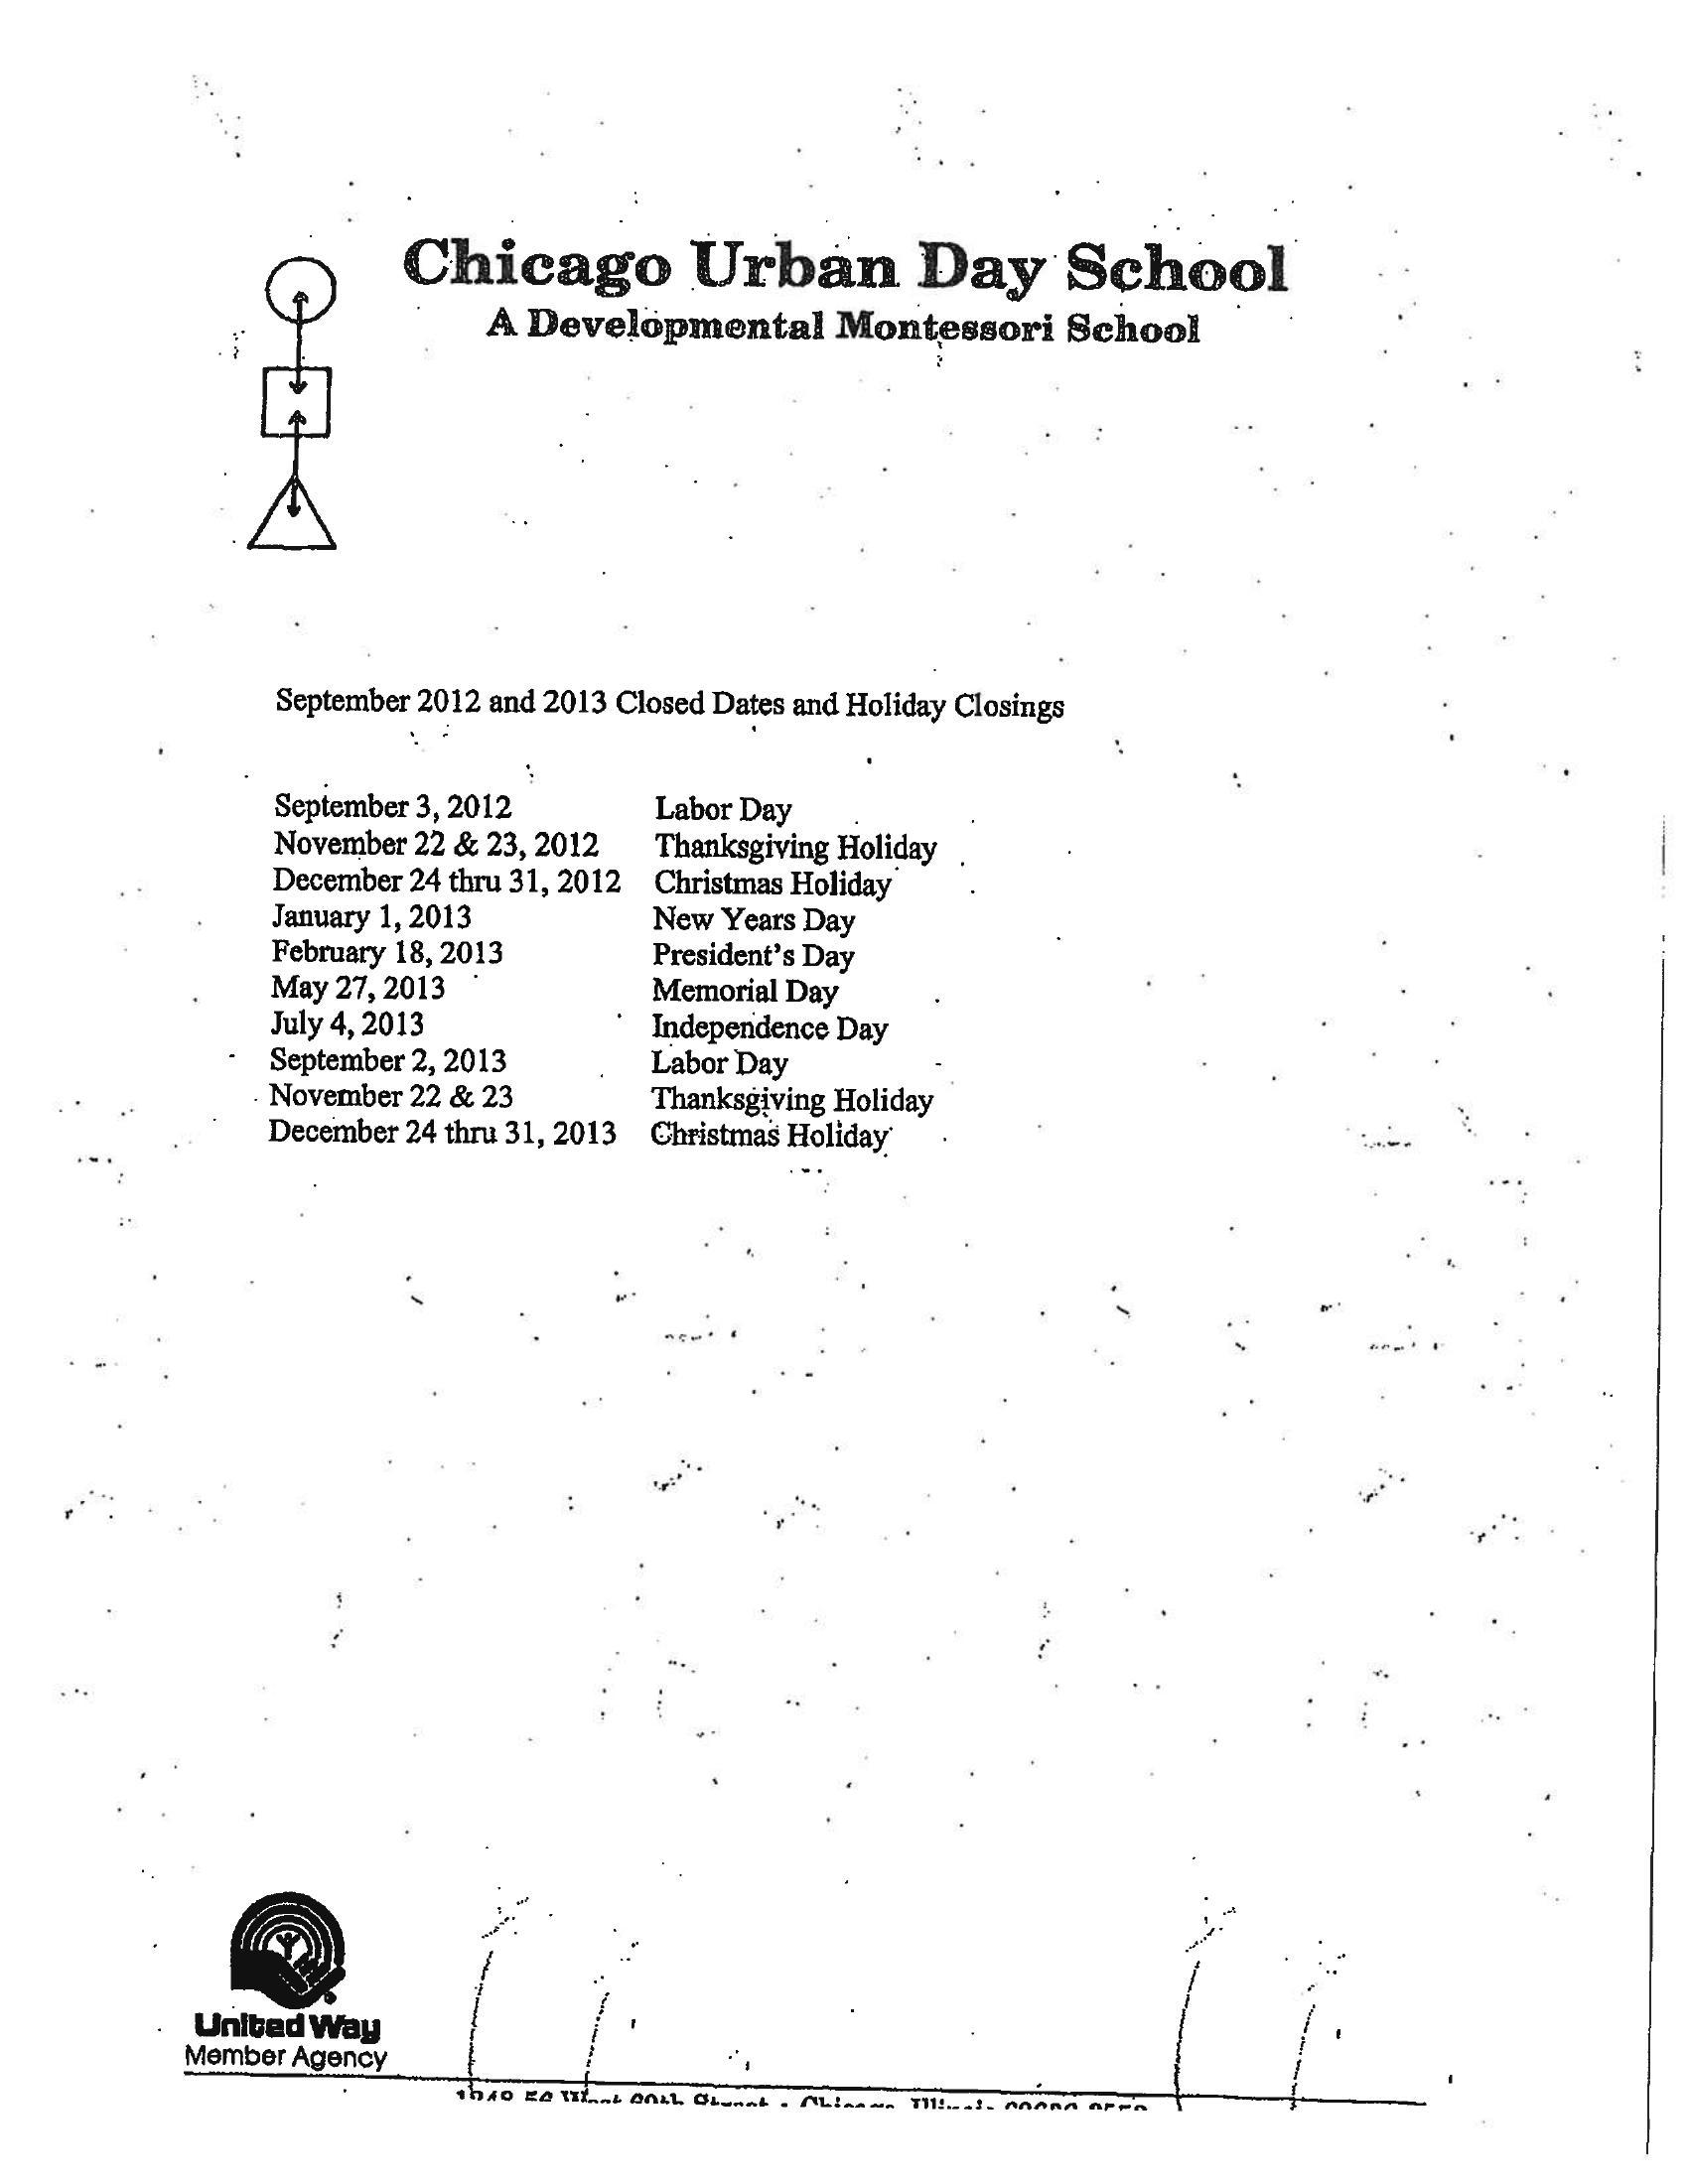 Chicago Urban Day School
A Developmental Montessori School
September 2012 and 2013 Closed Dates and Holiday Closings
September 3, 2012 Labor Day
November 22 & 23, 2012 Thanksgiving Holiday
December 24 thru 31, 2012 Christmas Holiday
January 1, 2013 New Years Day
February 18, 2013 President's Day
May 27, 2013 Memorial Day
July 4, 2013 Independence Day
September 2, 2013 Labor Day
November 22 & 23 Thanksgiving Holiday
December 24 thru 31, 2013 Christmas Holiday
United Way
Member Agency
West Street • Chicago, Illinois